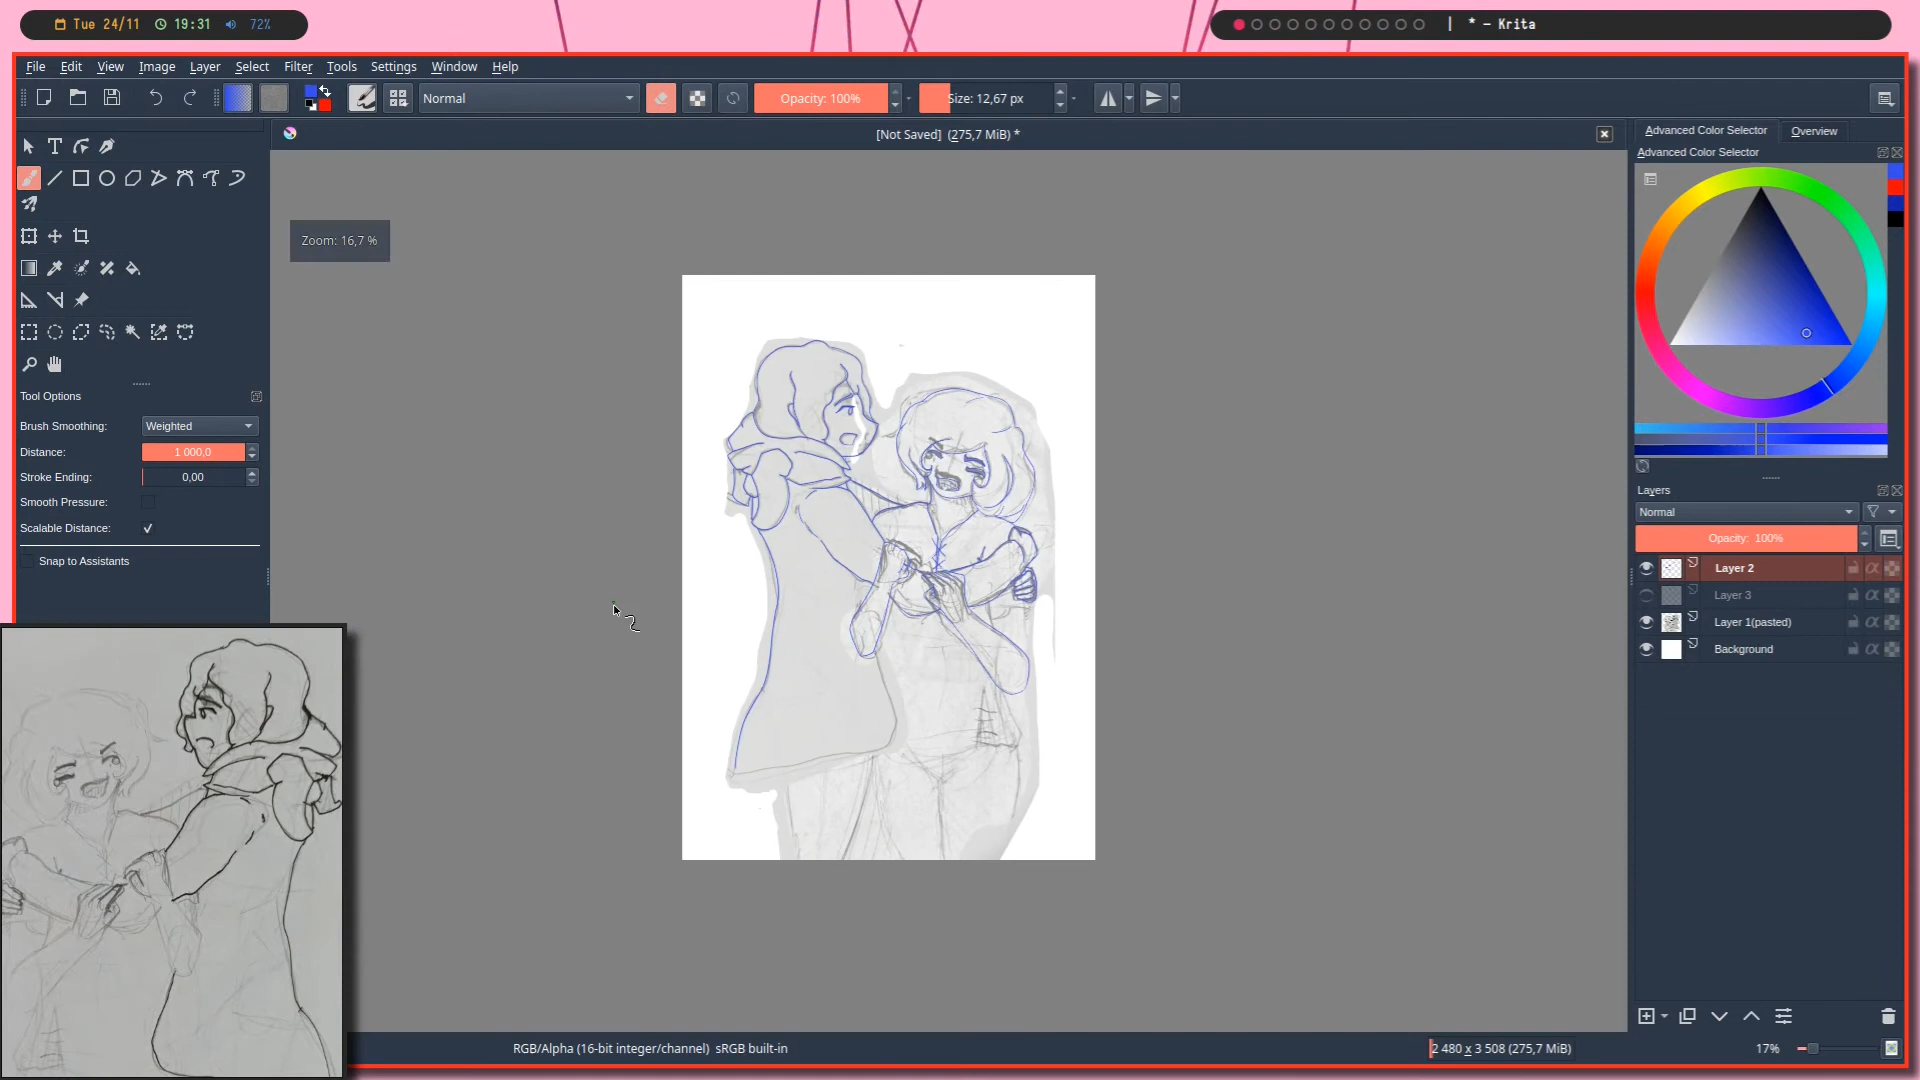 Tue 24/11 19:31 72%
| * – Krita
File Edit View Image Layer Select Filter Tools Settings Window Help
Normal Opacity: 100% Size: 12,67 px
[Not Saved] (275,7 MiB) *
Advanced Color Selector Overview
Advanced Color Selector
Zoom: 16,7 %
Tool Options
Brush Smoothing: Weighted
Distance: 1 000,0
Stroke Ending: 0,00
Smooth Pressure:
Scalable Distance:
Snap to Assistants
Layers
Normal
Opacity: 100%
Layer 2
Layer 3
Layer 1(pasted)
Background
RGB/Alpha (16-bit integer/channel) sRGB built-in
2 480 x 3 508 (275,7 MiB)
17%